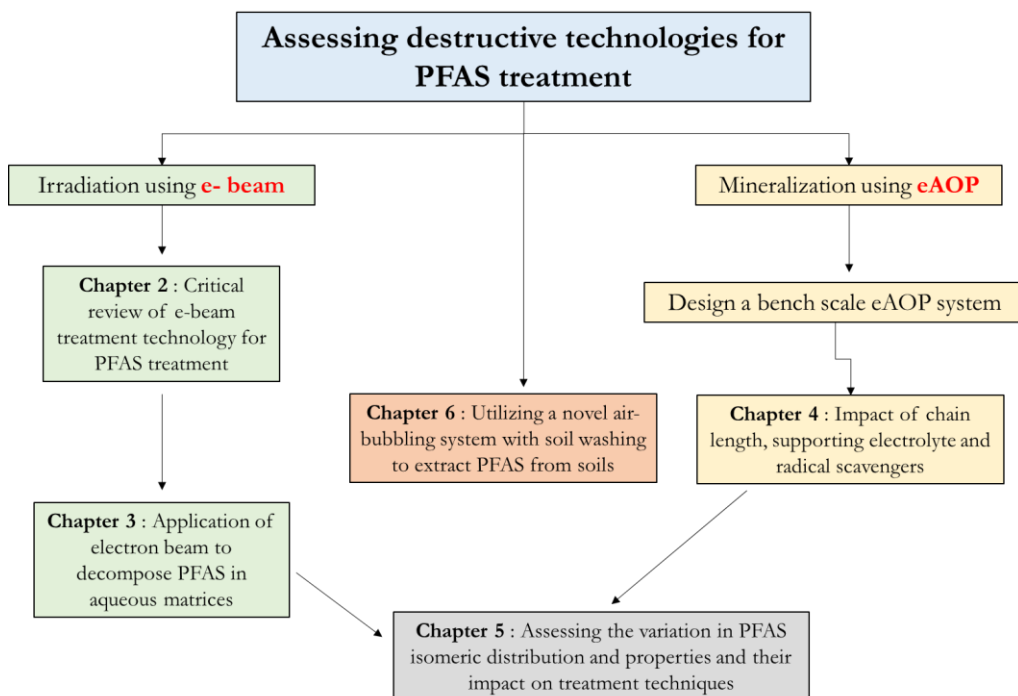 Assessing destructive technologies for
PFAS treatment
Irradiation using e- beam
Mineralization using eAOP
Chapter 2 : Critical
review of e-beam
treatment technology for
PFAS treatment
Design a bench scale eAOP system
Chapter 6 : Utilizing a novel air-
bubbling system with soil washing
to extract PFAS from soils
Chapter 4 : Impact of chain
length, supporting electrolyte and
radical scavengers
Chapter 3 : Application of
electron beam to
decompose PFAS in
aqueous matrices
Chapter 5 : Assessing the variation in PFAS
isomeric distribution and properties and their
impact on treatment techniques